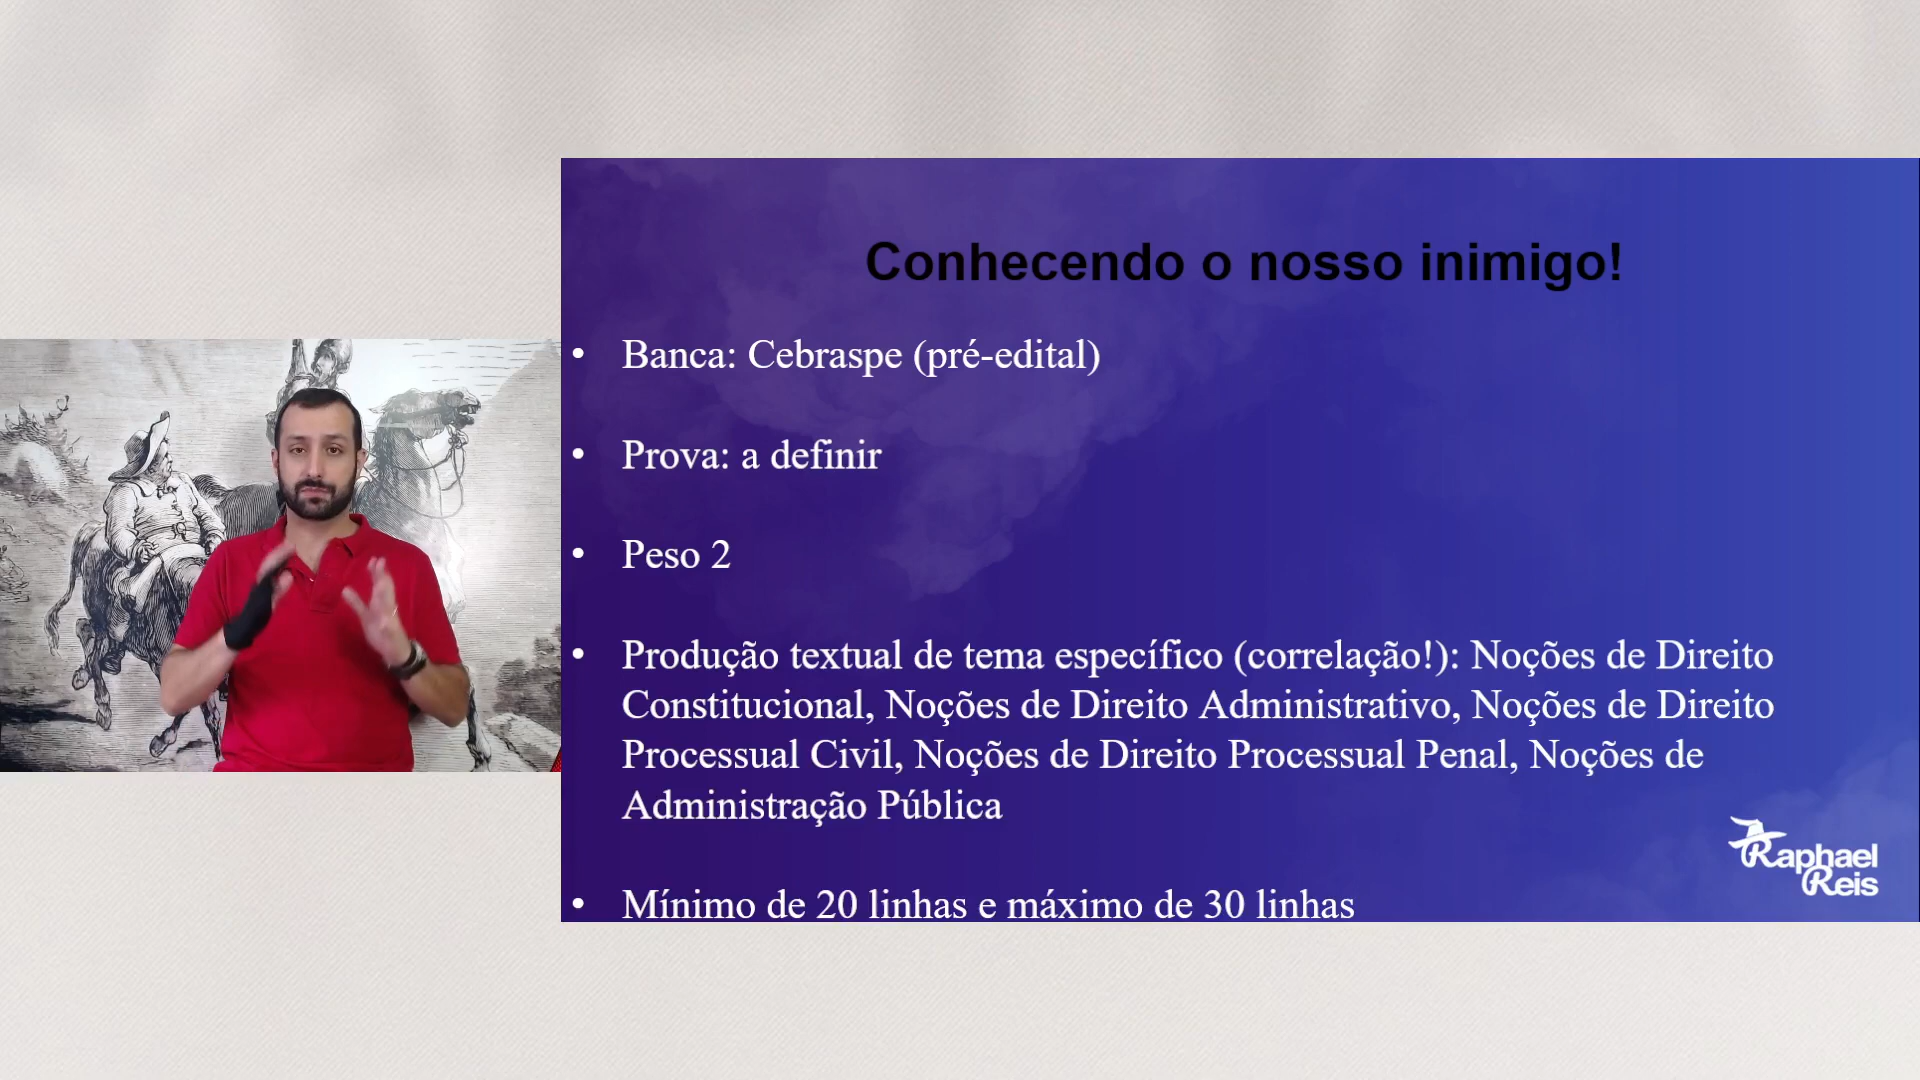 Conhecendo o nosso inimigo!
• Banca: Cebraspe (pré-edital)
• Prova: a definir
• Peso 2
• Produção textual de tema específico (correlação!): Noções de Direito
Constitucional, Noções de Direito Administrativo, Noções de Direito
Processual Civil, Noções de Direito Processual Penal, Noções de
Administração Pública
• Mínimo de 20 linhas e máximo de 30 linhas
Raphael
Reis